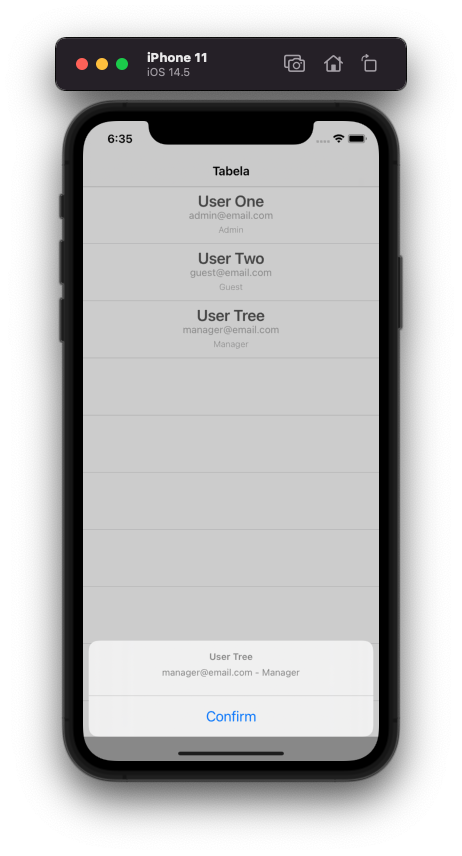 iPhone 11
iOS 14.5
6:35
Tabela
User One
admin@email.com
Admin
User Two
guest@email.com
Guest
User Tree
manager@email.com
Manager
User Tree
manager@email.com - Manager
Confirm